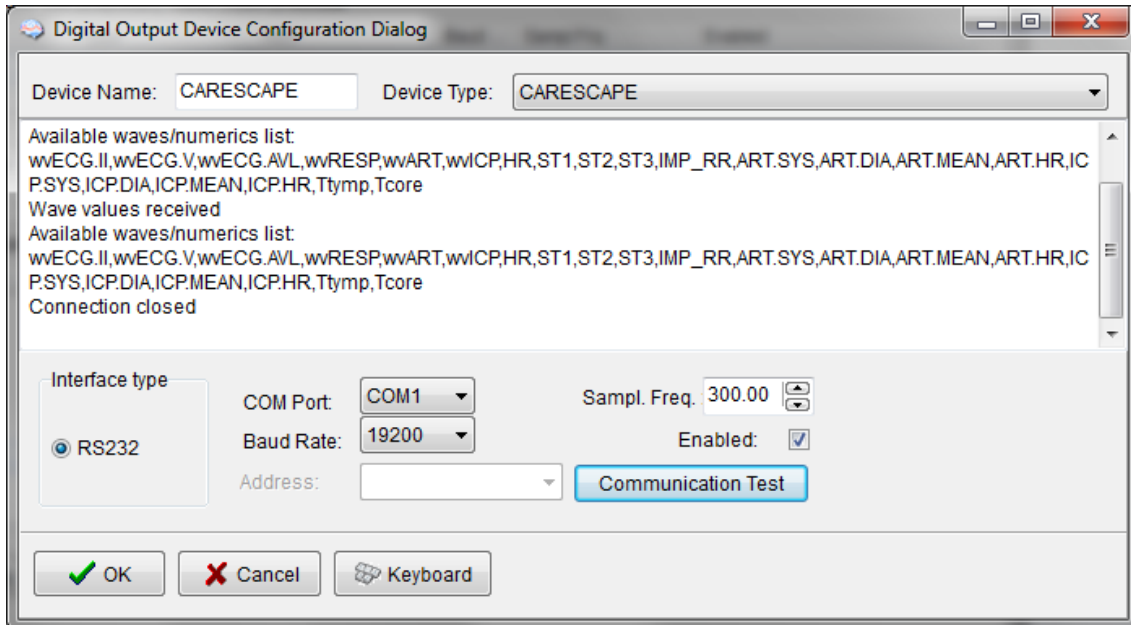 Digital Output Device Configuration Dialog
Device Name: CARESCAPE Device Type: CARESCAPE
Available waves/numerics list:
wvECG.II,wvECG.V,wvECG.AVL,wvRESP,wvART,wvICP,HR,ST1,ST2,ST3,IMP_RR,ART.SYS,ART.DIA,ART.MEAN,ART.HR,IC
P.SYS,ICP.DIA,ICP.MEAN,ICP.HR,Ttymp,Tcore
Wave values received
Available waves/numerics list:
wvECG.II,wvECG.V,wvECG.AVL,wvRESP,wvART,wvICP,HR,ST1,ST2,ST3,IMP_RR,ART.SYS,ART.DIA,ART.MEAN,ART.HR,IC
P.SYS,ICP.DIA,ICP.MEAN,ICP.HR,Ttymp,Tcore
Connection closed
Interface type
RS232
COM Port: COM1
Baud Rate: 19200
Address:
Sampl. Freq. 300.00
Enabled:
Communication Test
OK Cancel Keyboard